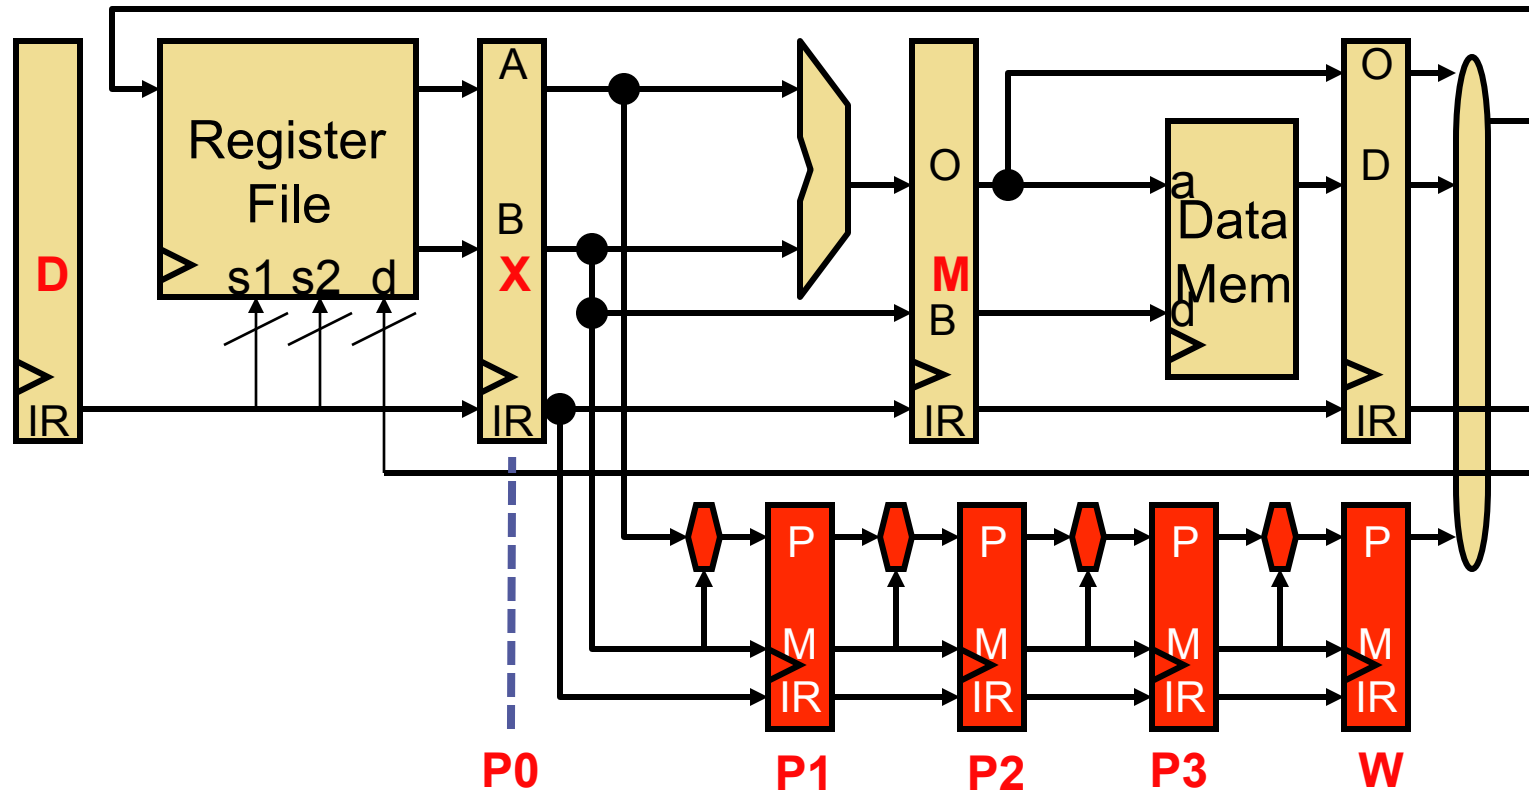 A
O
O
Register
File
O
D
a
Data
Mem
d
B
D
X
M
B
s1 s2 d
IR
IR
IR
IR
P
P
P
P
M
M
M
M
IR
IR
IR
IR
P0
P1
P2
P3
W